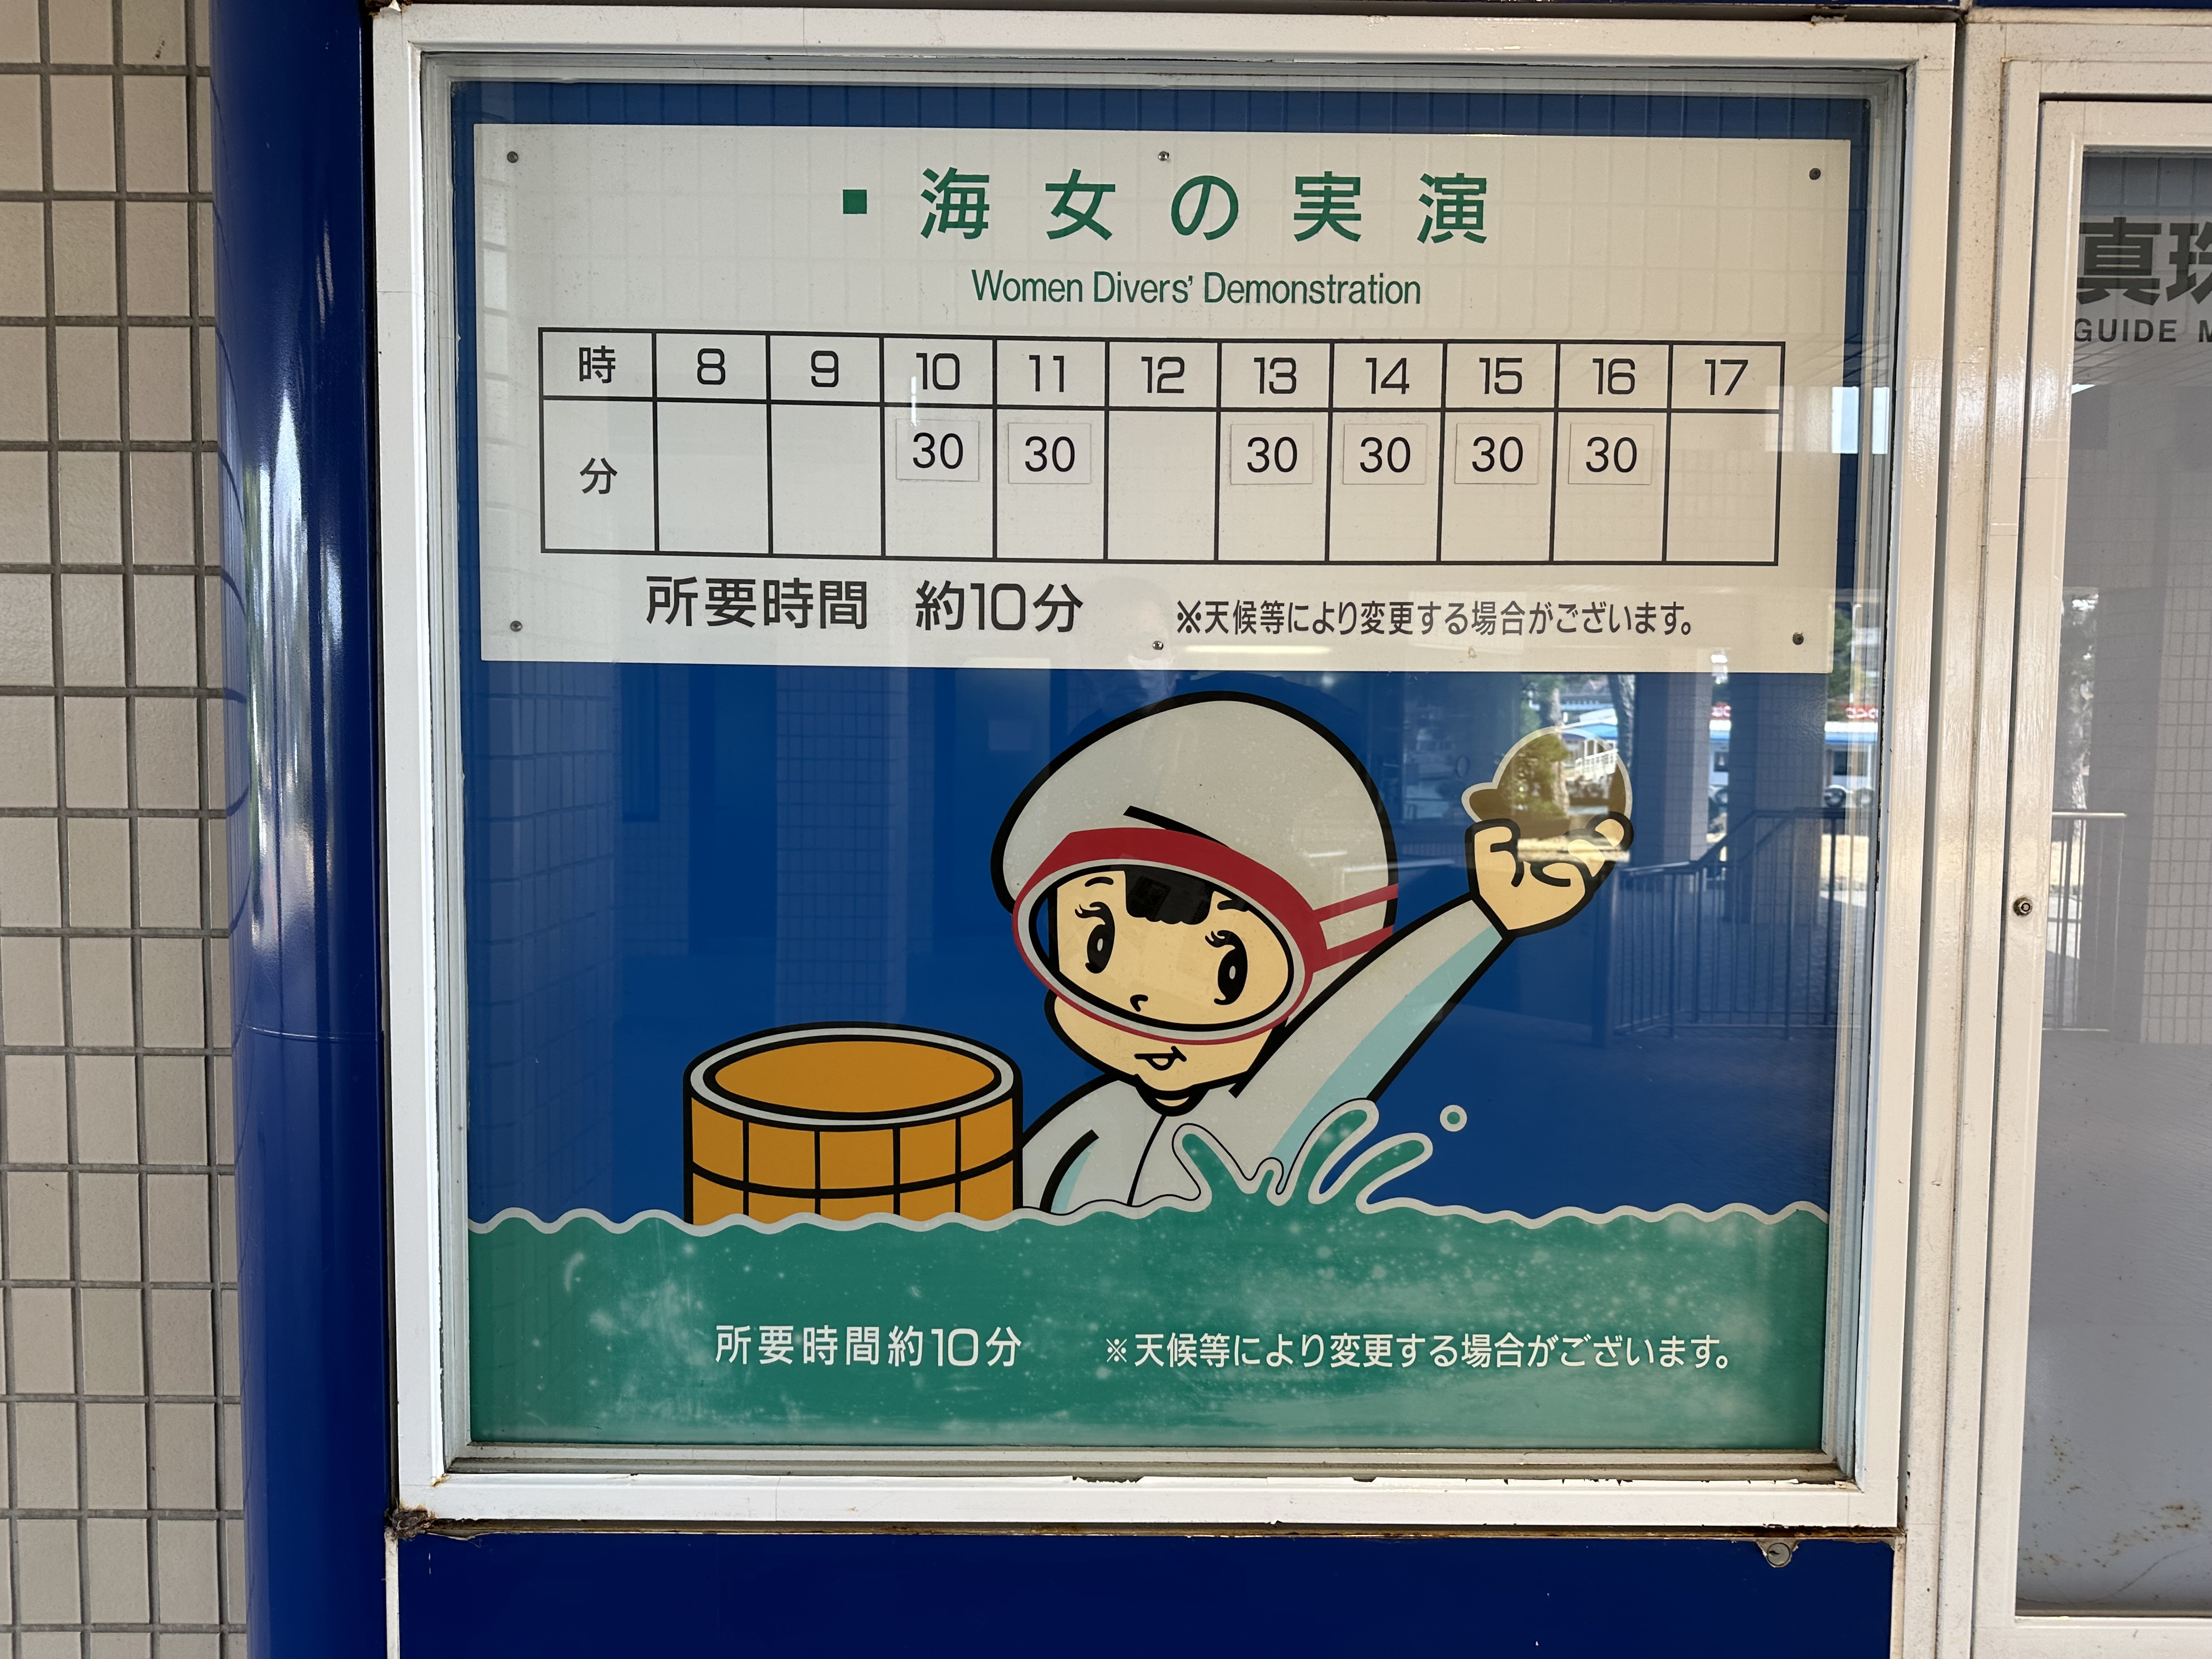 ■海女の実演
Women Divers' Demonstration
時 8 9 10 11 12 13 14 15 16 17
分 30 30 30 30 30 30
所要時間 約10分 ※天候等により変更する場合がございます。
所要時間約10分 ※天候等により変更する場合がございます。
真珠
GUIDE